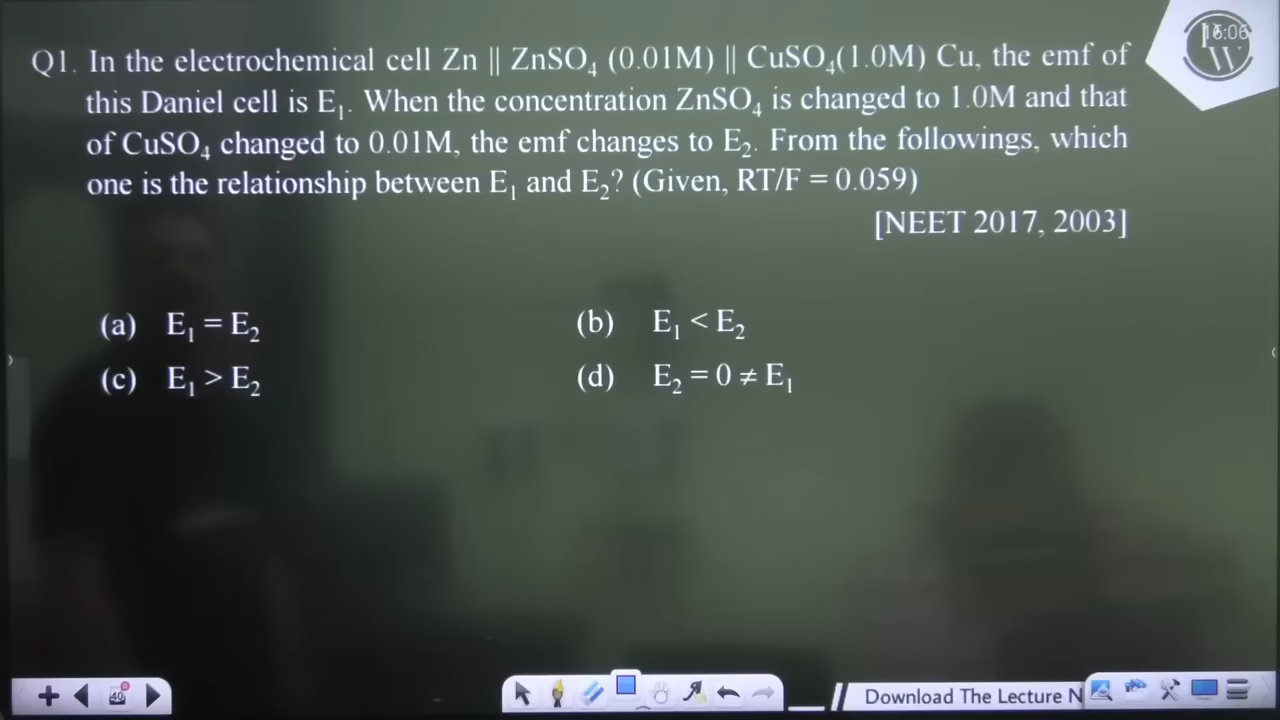 16:06
Q1. In the electrochemical cell Zn || ZnSO₄ (0.01M) || CuSO₄(1.0M) Cu, the emf of
this Daniel cell is E₁. When the concentration ZnSO₄ is changed to 1.0M and that
of CuSO₄ changed to 0.01M, the emf changes to E₂. From the followings, which
one is the relationship between E₁ and E₂? (Given, RT/F = 0.059)
[NEET 2017, 2003]
(a) E₁ = E₂ (b) E₁ < E₂
(c) E₁ > E₂ (d) E₂ = 0 ≠ E₁
40
Download The Lecture N